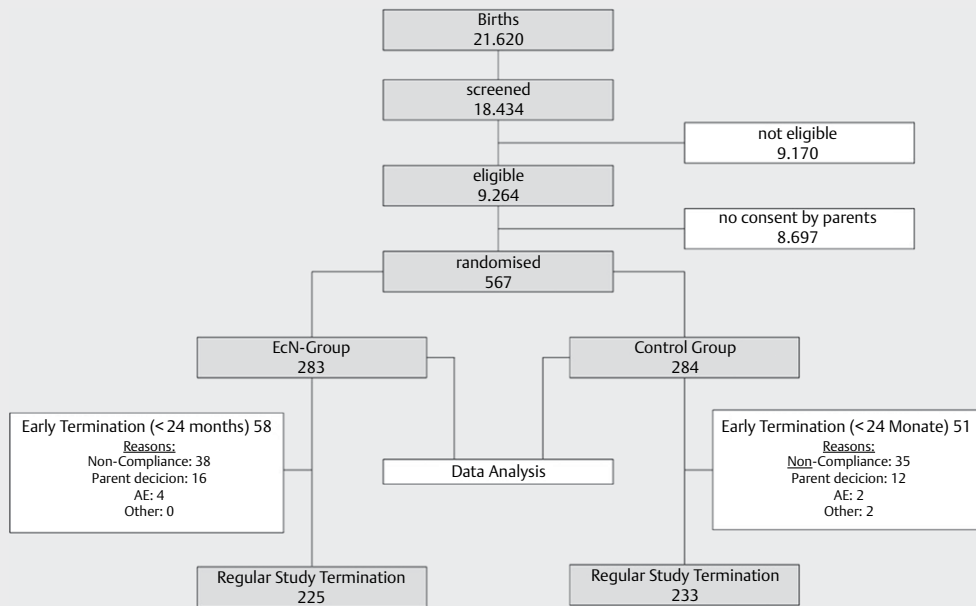 Births
21.620
screened
18.434
not eligible
9.170
eligible
9.264
no consent by parents
8.697
randomised
567
EcN-Group
283
Control Group
284
Early Termination (< 24 months) 58
Reasons:
Non-Compliance: 38
Parent decicion: 16
AE: 4
Other: 0
Data Analysis
Early Termination (< 24 Monate) 51
Reasons:
Non-Compliance: 35
Parent decicion: 12
AE: 2
Other: 2
Regular Study Termination
225
Regular Study Termination
233